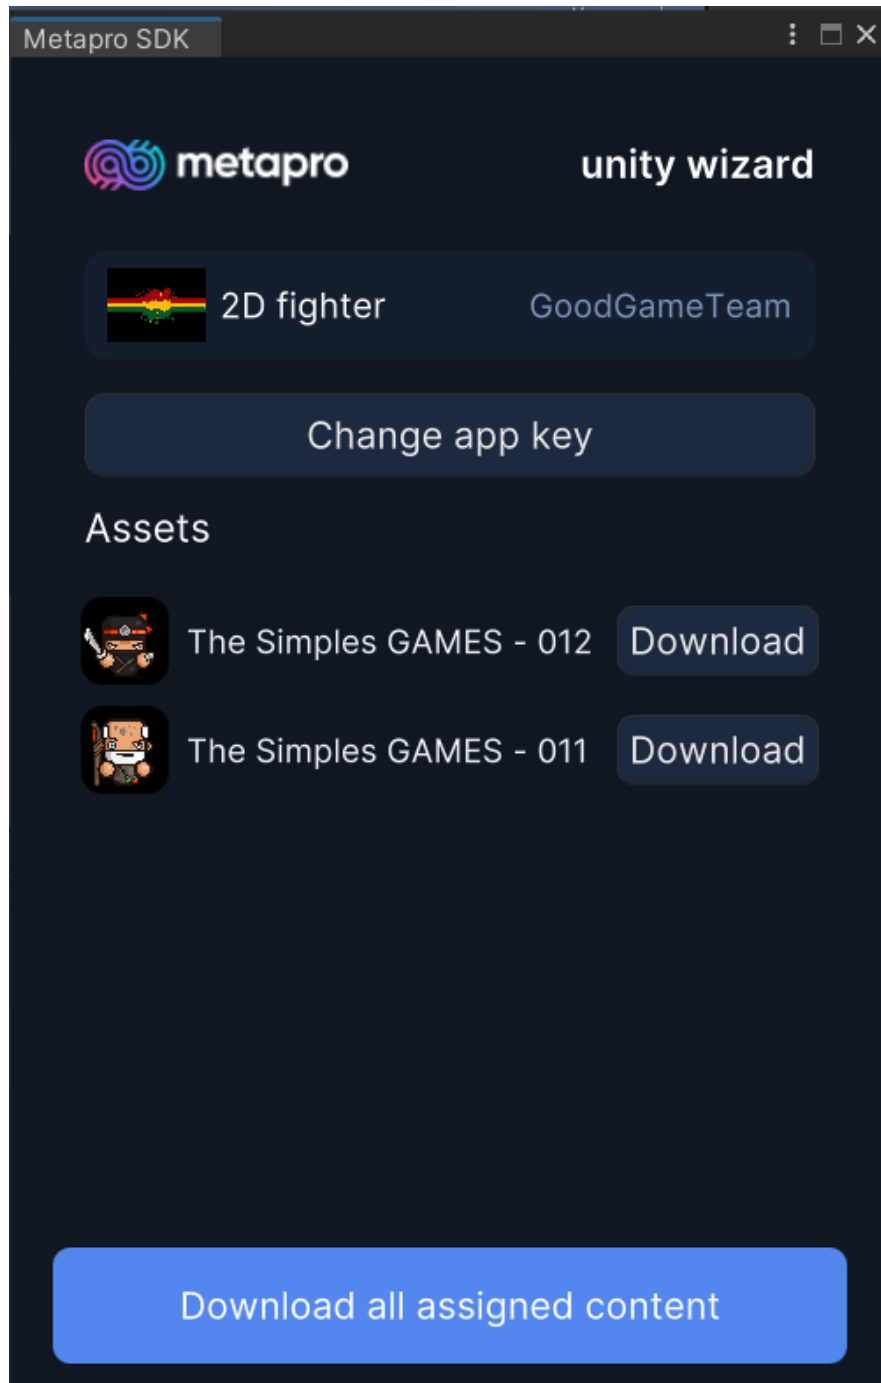 Metapro SDK
metapro unity wizard
2D fighter GoodGameTeam
Change app key
Assets
The Simples GAMES - 012 Download
The Simples GAMES - 011 Download
Download all assigned content